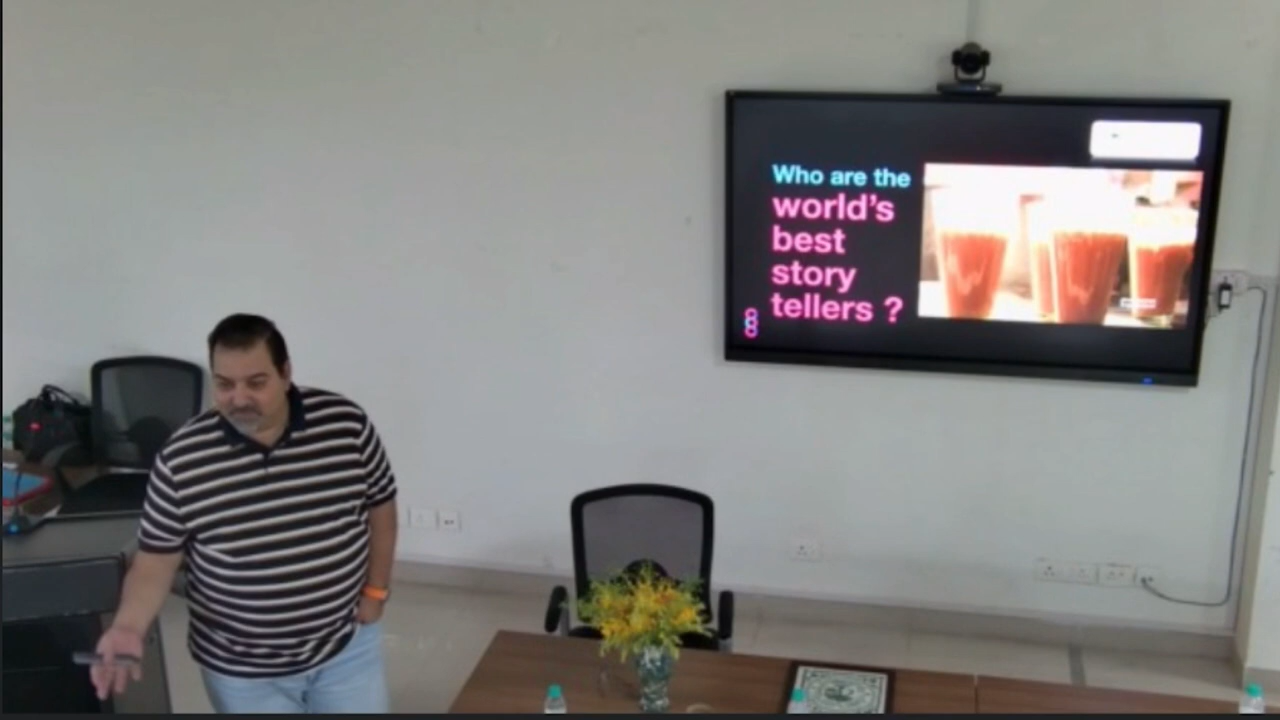 Who are the
world's
best
story
tellers ?